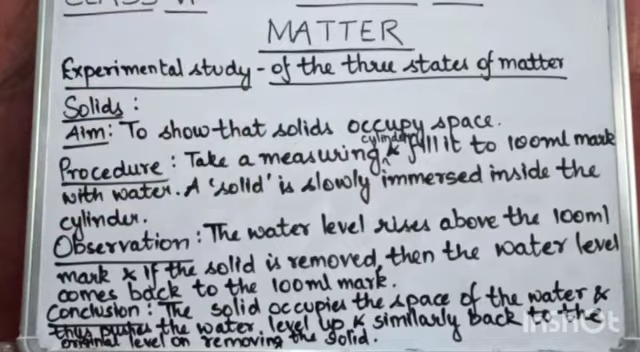 CLASS VI
MATTER
Experimental study - of the three states of matter
Solids :
Aim : To show that solids occupy space.
Procedure : Take a measuring cylinder & fill it to 100ml mark
with water. A 'solid' is slowly immersed inside the
cylinder.
Observation : The water level rises above the 100ml
mark & if the solid is removed, then the water level
comes back to the 100ml mark.
Conclusion : The solid occupies the space of the water &
thus pushes the water level up & similarly back to the
original level on removing the solid.
InShot